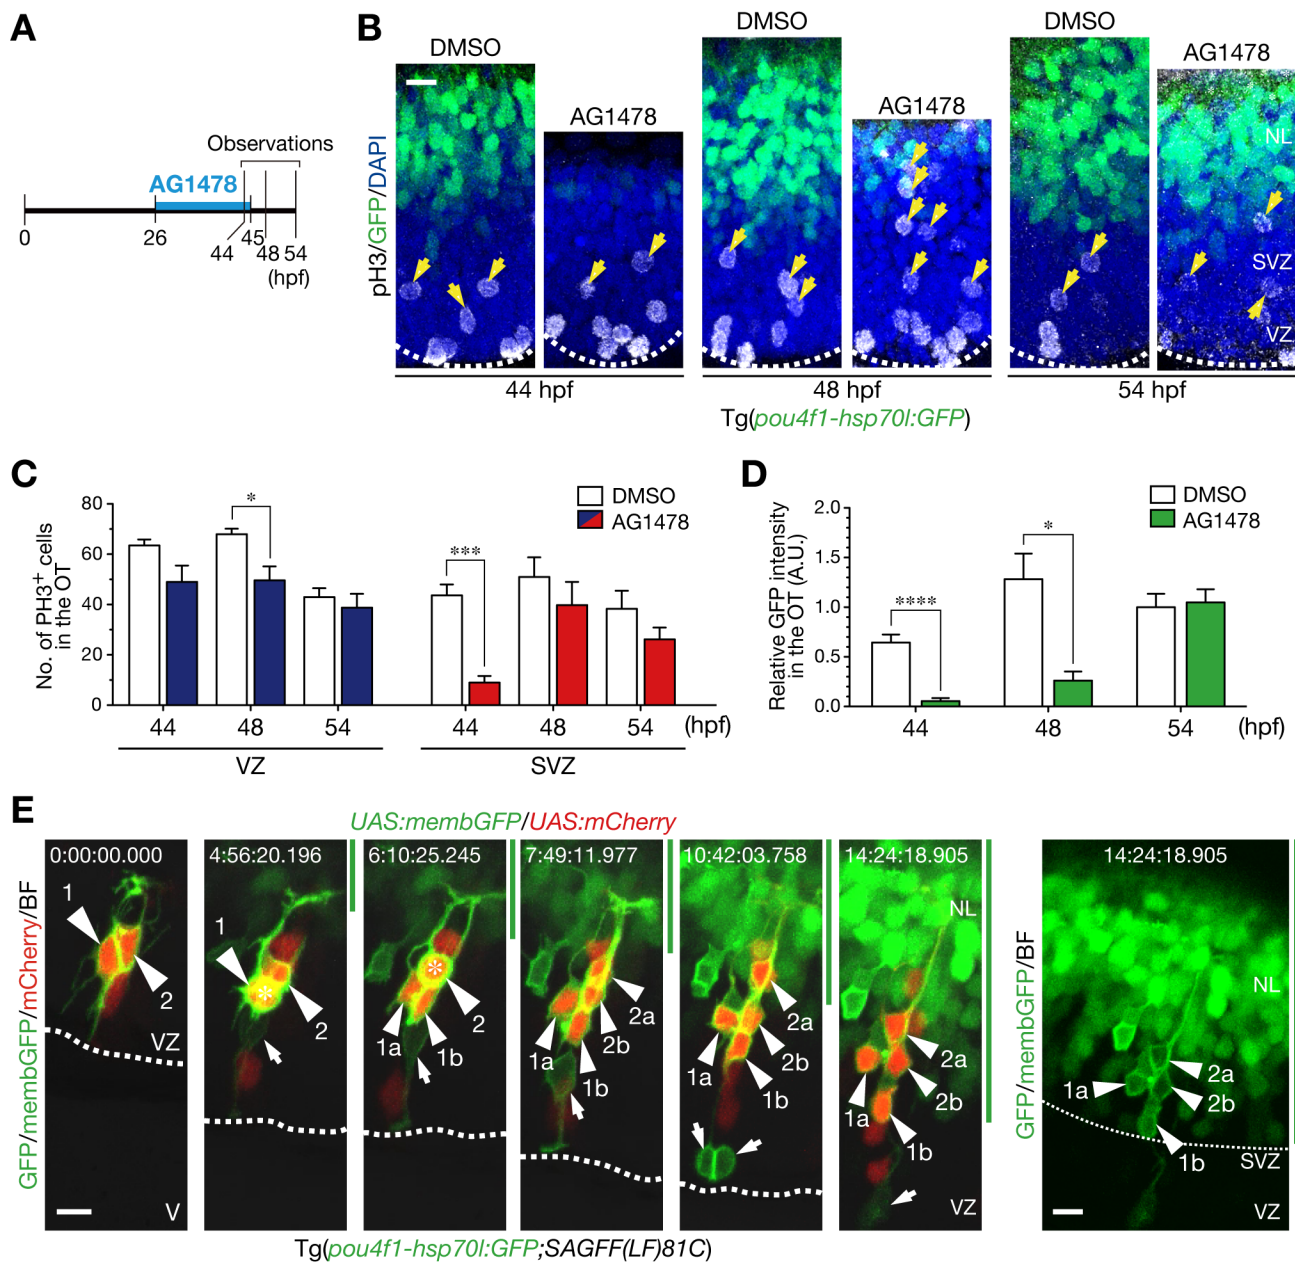 A
Observations
AG1478
0
26
44
45
48
54
(hpf)
B
DMSO
AG1478
DMSO
AG1478
DMSO
AG1478
pH3/GFP/DAPI
NL
SVZ
VZ
44 hpf
48 hpf
54 hpf
Tg(pou4f1-hsp70l:GFP)
C
No. of PH3+ cells
in the OT
80
60
40
20
0
*
***
DMSO
AG1478
44
48
54
44
48
54
(hpf)
VZ
SVZ
D
Relative GFP intensity
in the OT (A.U.)
2.0
1.5
1.0
0.5
0.0
****
*
DMSO
AG1478
44
48
54
(hpf)
E
UAS:membGFP/UAS:mCherry
GFP/membGFP/mCherry/BF
0:00:00.000
1
2
VZ
V
4:56:20.196
1
*
2
6:10:25.245
*
2
1a
1b
7:49:11.977
2a
2b
1a
1b
10:42:03.758
2a
2b
1a
1b
14:24:18.905
NL
2a
2b
1a
1b
VZ
GFP/membGFP/BF
14:24:18.905
NL
2a
1a
2b
1b
SVZ
VZ
Tg(pou4f1-hsp70l:GFP;SAGFF(LF)81C)